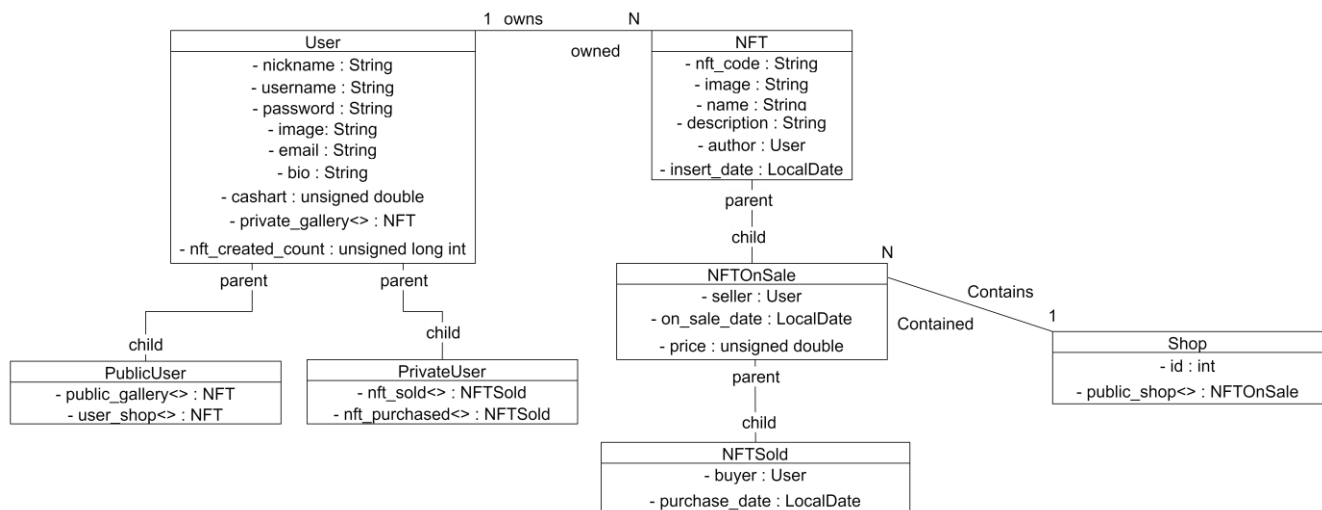 1 owns N
owned
User
- nickname : String
- username : String
- password : String
- image: String
- email : String
- bio : String
- cashart : unsigned double
- private_gallery<> : NFT
- nft_created_count : unsigned long int
NFT
- nft_code : String
- image : String
- name : String
- description : String
- author : User
- insert_date : LocalDate
parent
parent
parent
child
child
child
PublicUser
- public_gallery<> : NFT
- user_shop<> : NFT
PrivateUser
- nft_sold<> : NFTSold
- nft_purchased<> : NFTSold
NFTOnSale
- seller : User
- on_sale_date : LocalDate
- price : unsigned double
N
Contains
Contained
1
Shop
- id : int
- public_shop<> : NFTOnSale
parent
child
NFTSold
- buyer : User
- purchase_date : LocalDate